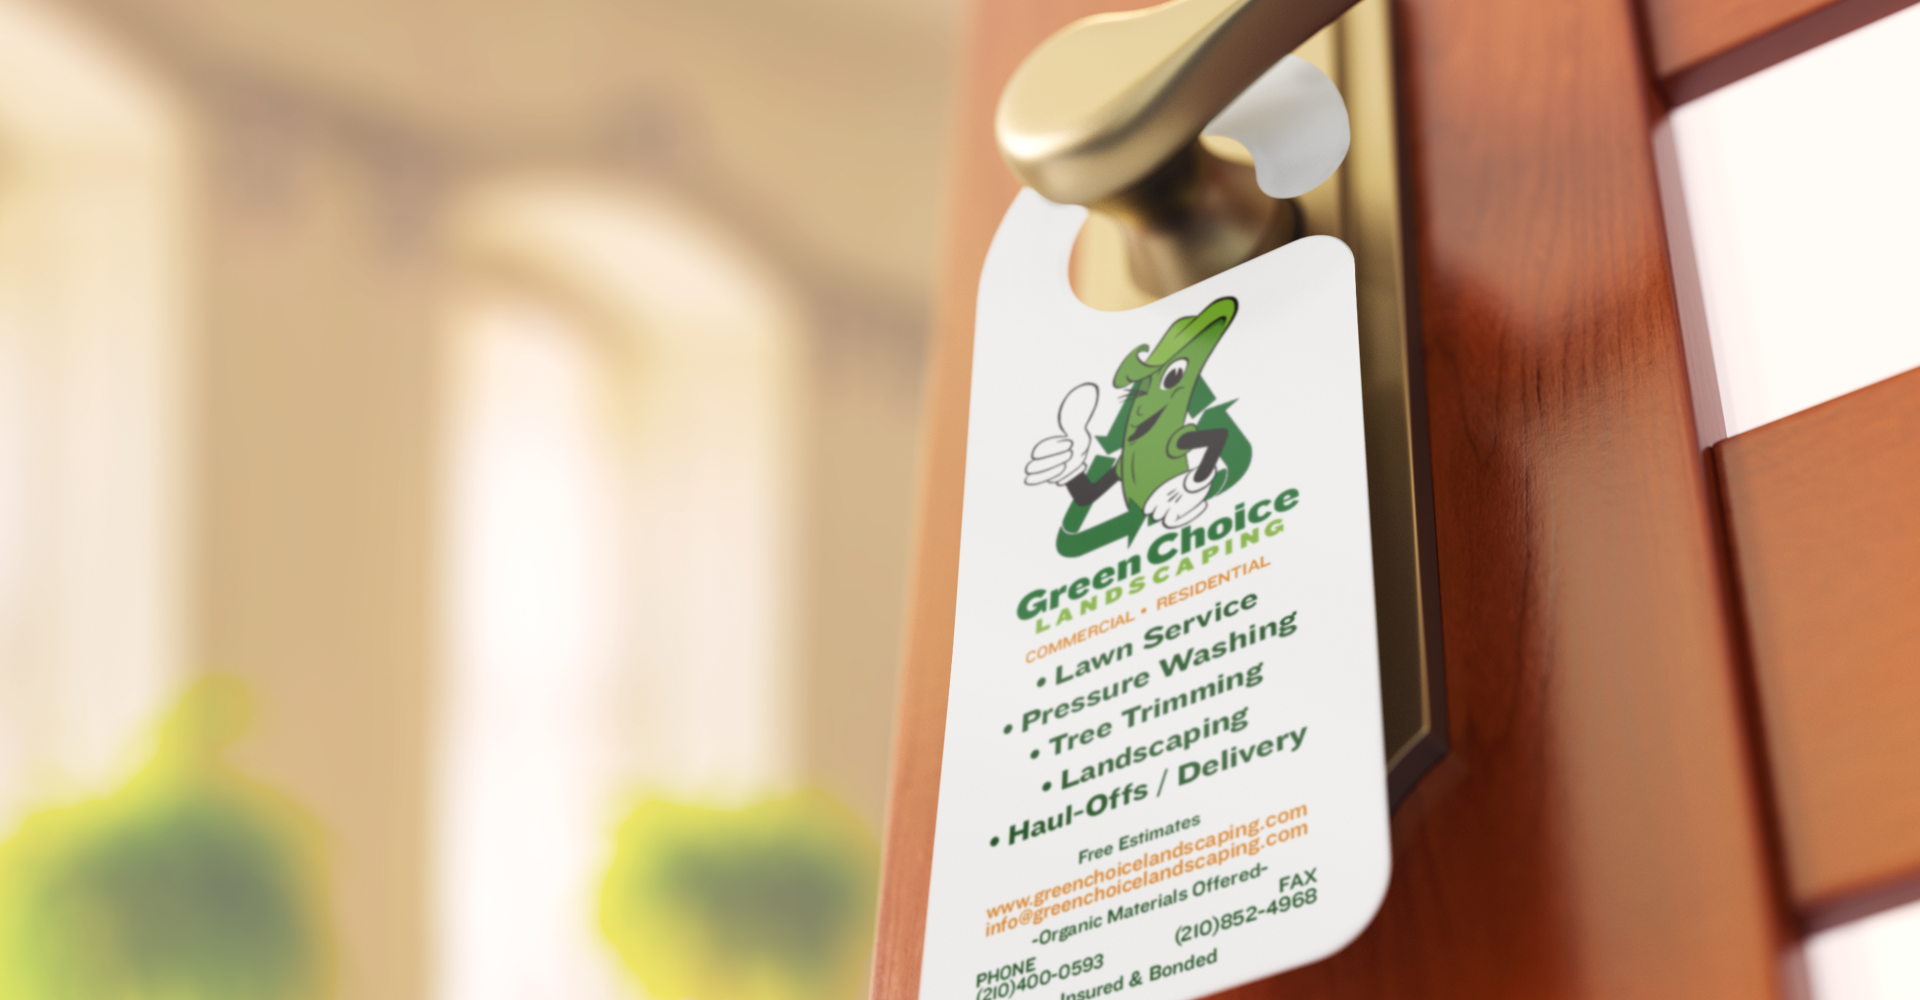 Green Choice
LANDSCAPING
COMMERCIAL • RESIDENTIAL
• Lawn Service
• Pressure Washing
• Tree Trimming
• Landscaping
• Haul-Offs / Delivery
Free Estimates
www.greenchoicelandscaping.com
info@greenchoicelandscaping.com
-Organic Materials Offered-
PHONE FAX
(210)400-0593 (210)852-4968
Insured & Bonded